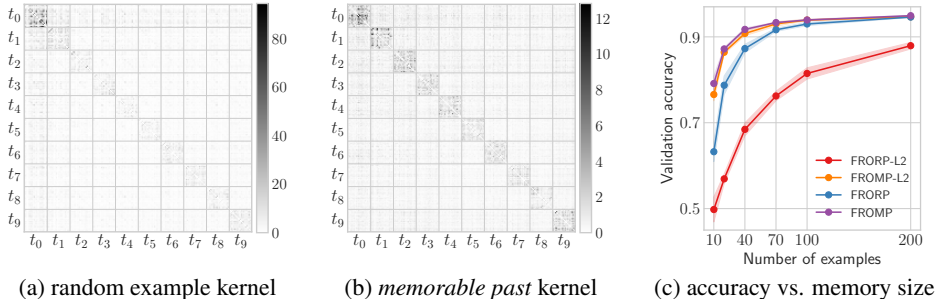 t0
t1
t2
t3
t4
t5
t6
t7
t8
t9
t0 t1 t2 t3 t4 t5 t6 t7 t8 t9
80
60
40
20
0
(a) random example kernel
t0
t1
t2
t3
t4
t5
t6
t7
t8
t9
t0 t1 t2 t3 t4 t5 t6 t7 t8 t9
12
10
8
6
4
2
0
(b) memorable past kernel
Validation accuracy
0.9
0.7
0.5
FRORP-L2
FROMP-L2
FRORP
FROMP
10 40 70 100 200
Number of examples
(c) accuracy vs. memory size